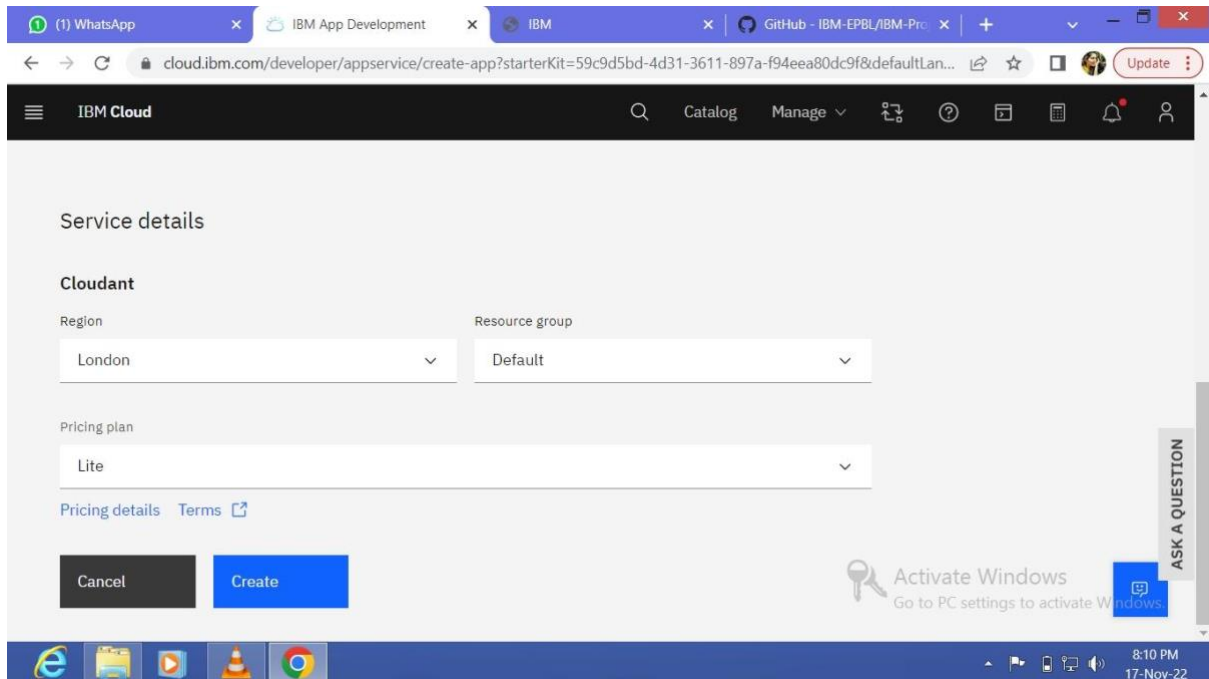 (1) WhatsApp
IBM App Development
IBM
GitHub - IBM-EPBL/IBM-Pro
cloud.ibm.com/developer/appservice/create-app?starterKit=59c9d5bd-4d31-3611-897a-f94eea80dc9f&defaultLan...
Update
IBM Cloud
Catalog
Manage
Service details
Cloudant
Region
Resource group
London
Default
Pricing plan
Lite
Pricing details
Terms
Cancel
Create
ASK A QUESTION
Activate Windows
Go to PC settings to activate Windows.
8:10 PM
17-Nov-22